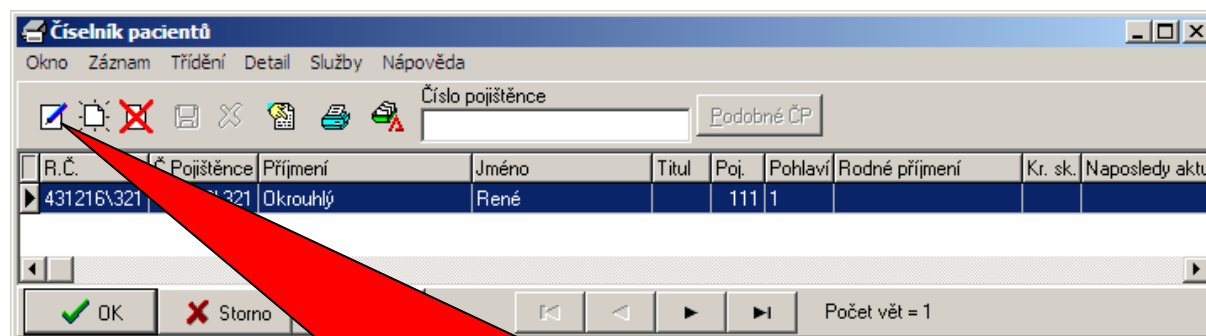 Číselník pacientů
Okno Záznam Třídění Detail Služby Nápověda
Číslo pojištěnce
Podobné ČP
R.Č. Č.Pojištěnce Příjmení Jméno Titul Poj. Pohlaví Rodné příjmení Kr. sk. Naposledy aktu
431216\321 \321 Okrouhlý René 111 1
OK Storno Počet vět = 1